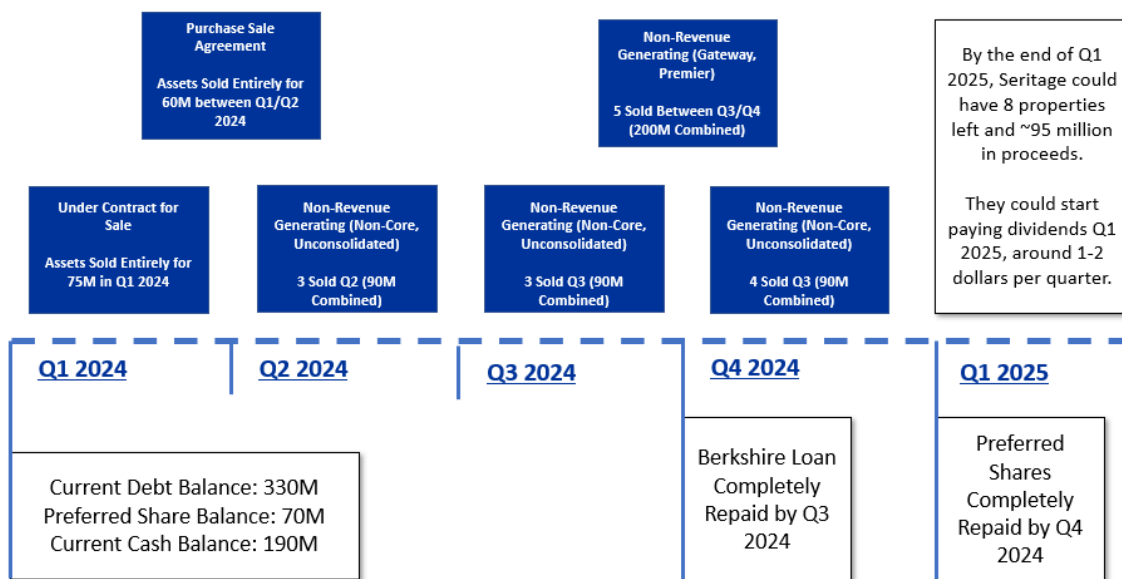 Purchase Sale
Agreement
Assets Sold Entirely for
60M between Q1/Q2
2024
Non-Revenue
Generating (Gateway,
Premier)
5 Sold Between Q3/Q4
(200M Combined)
By the end of Q1
2025, Seritage could
have 8 properties
left and ~95 million
in proceeds.
They could start
paying dividends Q1
2025, around 1-2
dollars per quarter.
Under Contract for
Sale
Assets Sold Entirely for
75M in Q1 2024
Non-Revenue
Generating (Non-Core,
Unconsolidated)
3 Sold Q2 (90M
Combined)
Non-Revenue
Generating (Non-Core,
Unconsolidated)
3 Sold Q3 (90M
Combined)
Non-Revenue
Generating (Non-Core,
Unconsolidated)
4 Sold Q3 (90M
Combined)
Q1 2024
Q2 2024
Q3 2024
Q4 2024
Q1 2025
Current Debt Balance: 330M
Preferred Share Balance: 70M
Current Cash Balance: 190M
Berkshire Loan
Completely
Repaid by Q3
2024
Preferred
Shares
Completely
Repaid by Q4
2024